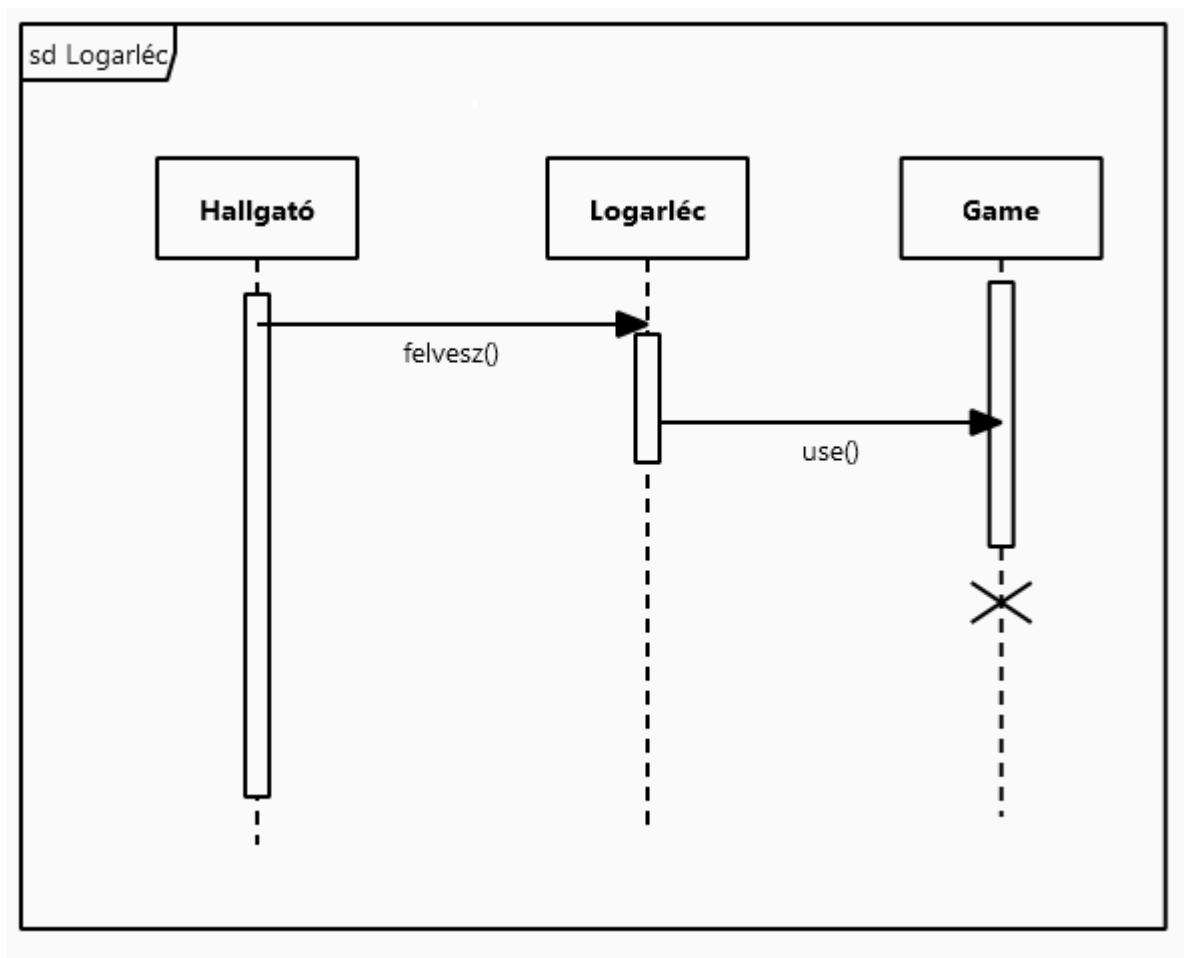 sd Logarléc
Hallgató
Logarléc
Game
felvesz()
use()